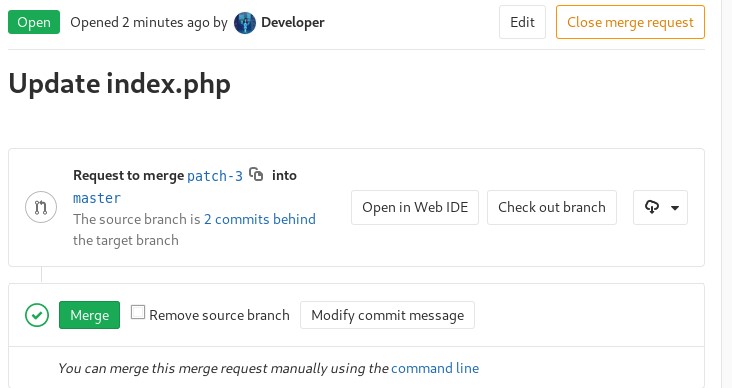 Open Opened 2 minutes ago by Developer Edit Close merge request
Update index.php
Request to merge patch-3 into
master
The source branch is 2 commits behind
the target branch
Open in Web IDE Check out branch
Merge Remove source branch Modify commit message
You can merge this merge request manually using the command line